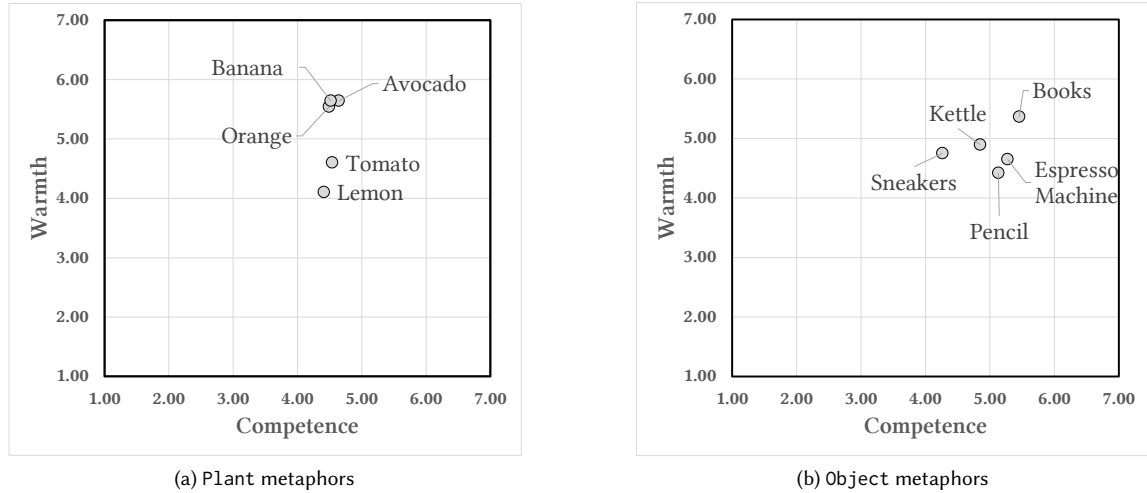 7.00
6.00
5.00
4.00
3.00
2.00
1.00
Warmth
Banana
Avocado
Orange
Tomato
Lemon
1.00 2.00 3.00 4.00 5.00 6.00 7.00
Competence
(a) Plant metaphors
7.00
6.00
5.00
4.00
3.00
2.00
1.00
Warmth
Books
Kettle
Sneakers
Espresso
Machine
Pencil
1.00 2.00 3.00 4.00 5.00 6.00 7.00
Competence
(b) Object metaphors